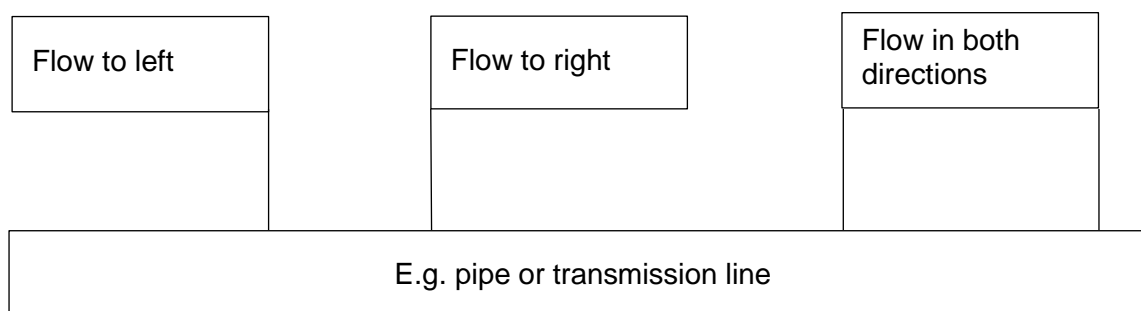 Flow to left
Flow to right
Flow in both
directions
E.g. pipe or transmission line